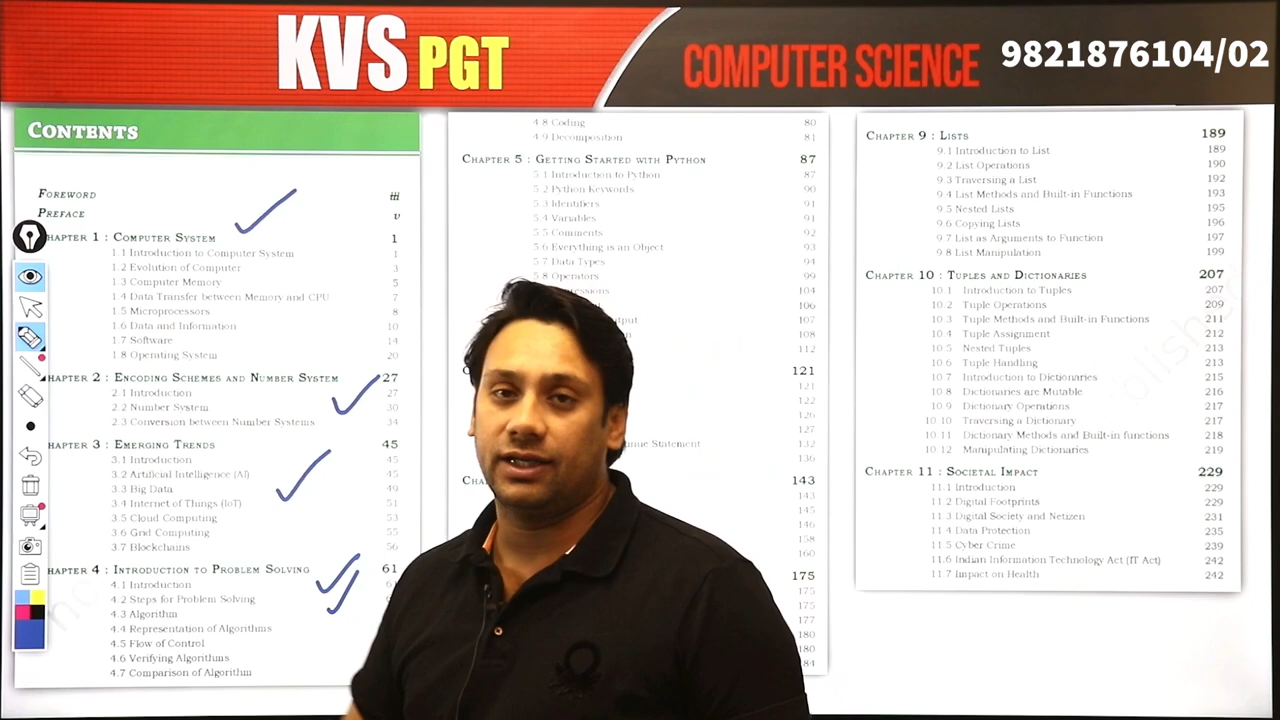 KVS PGT
COMPUTER SCIENCE
9821876104/02
CONTENTS
FOREWORD iii
PREFACE v
HAPTER 1 : COMPUTER SYSTEM 1
1.1 Introduction to Computer System 1
1.2 Evolution of Computer 3
1.3 Computer Memory 5
1.4 Data Transfer between Memory and CPU 7
1.5 Microprocessors 8
1.6 Data and Information 10
1.7 Software 14
1.8 Operating System 20
HAPTER 2 : ENCODING SCHEMES AND NUMBER SYSTEM 27
2.1 Introduction 27
2.2 Number System 30
2.3 Conversion between Number Systems 34
HAPTER 3 : EMERGING TRENDS 45
3.1 Introduction 45
3.2 Artificial Intelligence (AI) 45
3.3 Big Data 49
3.4 Internet of Things (IoT) 51
3.5 Cloud Computing 53
3.6 Grid Computing 55
3.7 Blockchains 56
HAPTER 4 : INTRODUCTION TO PROBLEM SOLVING 61
4.1 Introduction
4.2 Steps for Problem Solving
4.3 Algorithm
4.4 Representation of Algorithms
4.5 Flow of Control
4.6 Verifying Algorithms
4.7 Comparison of Algorithm
4.8 Coding 80
4.9 Decomposition 81
CHAPTER 5 : GETTING STARTED WITH PYTHON 87
5.1 Introduction to Python 87
5.2 Python Keywords 90
5.3 Identifiers 91
5.4 Variables 91
5.5 Comments 92
5.6 Everything is an Object 93
5.7 Data Types 94
5.8 Operators 99
104
106
107
108
112
121
121
122
126
127
Statement 132
136
143
143
145
146
158
160
175
175
175
177
180
180
184
CHAPTER 9 : LISTS 189
9.1 Introduction to List 189
9.2 List Operations 190
9.3 Traversing a List 192
9.4 List Methods and Built-in Functions 193
9.5 Nested Lists 195
9.6 Copying Lists 196
9.7 List as Arguments to Function 197
9.8 List Manipulation 199
CHAPTER 10 : TUPLES AND DICTIONARIES 207
10.1 Introduction to Tuples 207
10.2 Tuple Operations 209
10.3 Tuple Methods and Built-in Functions 211
10.4 Tuple Assignment 212
10.5 Nested Tuples 213
10.6 Tuple Handling 213
10.7 Introduction to Dictionaries 215
10.8 Dictionaries are Mutable 216
10.9 Dictionary Operations 217
10.10 Traversing a Dictionary 217
10.11 Dictionary Methods and Built-in functions 218
10.12 Manipulating Dictionaries 219
CHAPTER 11 : SOCIETAL IMPACT 229
11.1 Introduction 229
11.2 Digital Footprints 229
11.3 Digital Society and Netizen 231
11.4 Data Protection 235
11.5 Cyber Crime 239
11.6 Indian Information Technology Act (IT Act) 242
11.7 Impact on Health 242